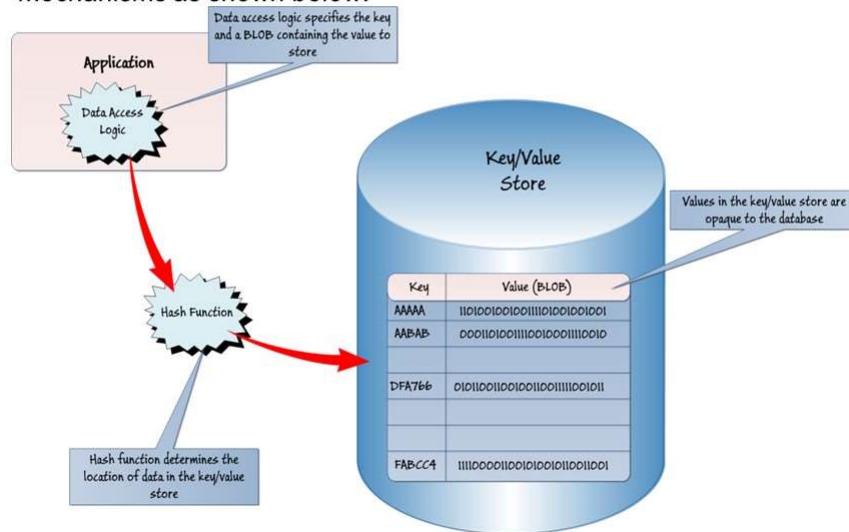 Data access logic specifies the key
and a BLOB containing the value to
store
Application
Data Access
Logic
Key/Value
Store
Values in the key/value store are
opaque to the database
Hash Function
Key Value (BLOB)
AAAAA 1101001001001111101001001001
AABAB 0001101001111001000111110010
DFA766 01011001100100110011111001011
FABCC4 1111000011001010010110011001
Hash function determines the
location of data in the key/value
store